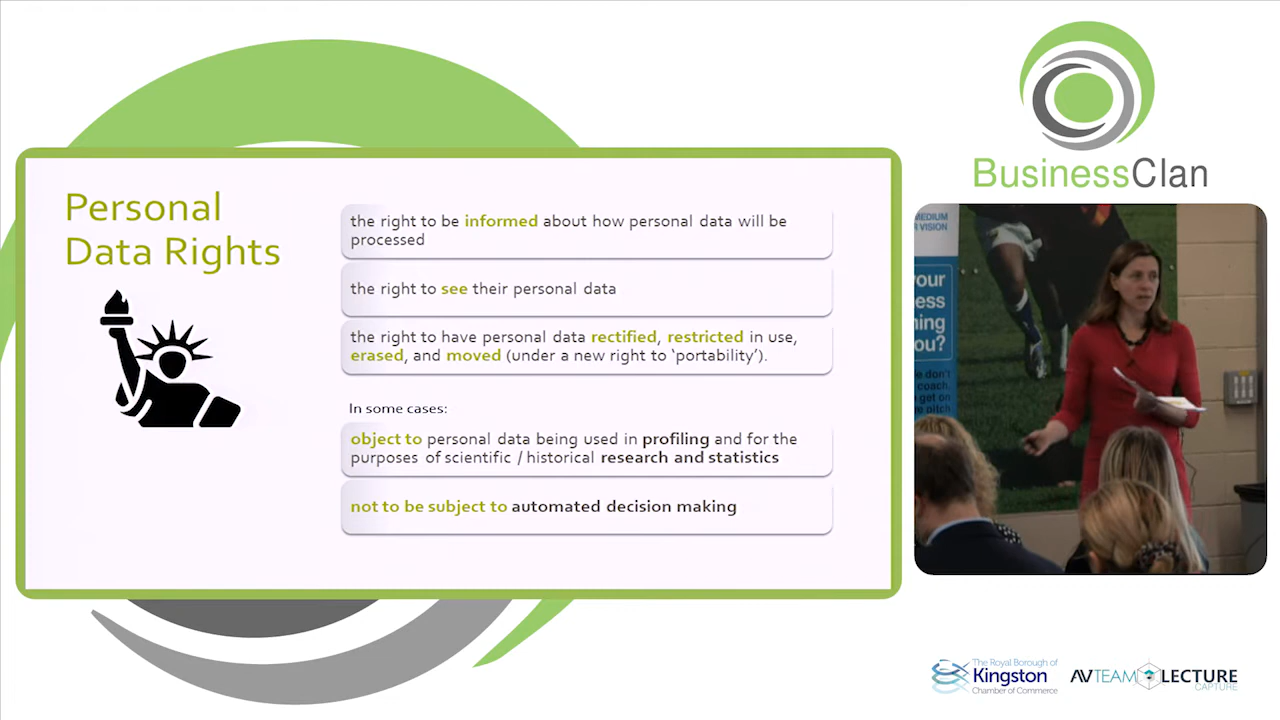 Personal
Data Rights
the right to be informed about how personal data will be
processed
the right to see their personal data
the right to have personal data rectified, restricted in use,
erased, and moved (under a new right to ‘portability’).
In some cases:
object to personal data being used in profiling and for the
purposes of scientific / historical research and statistics
not to be subject to automated decision making
BusinessClan
MEDIUM
R VISION
your
ess
ning
ou?
e don't
coach.
get on
e pitch
The Royal Borough of
Kingston
Chamber of Commerce
AVTEAM LECTURE
CAPTURE